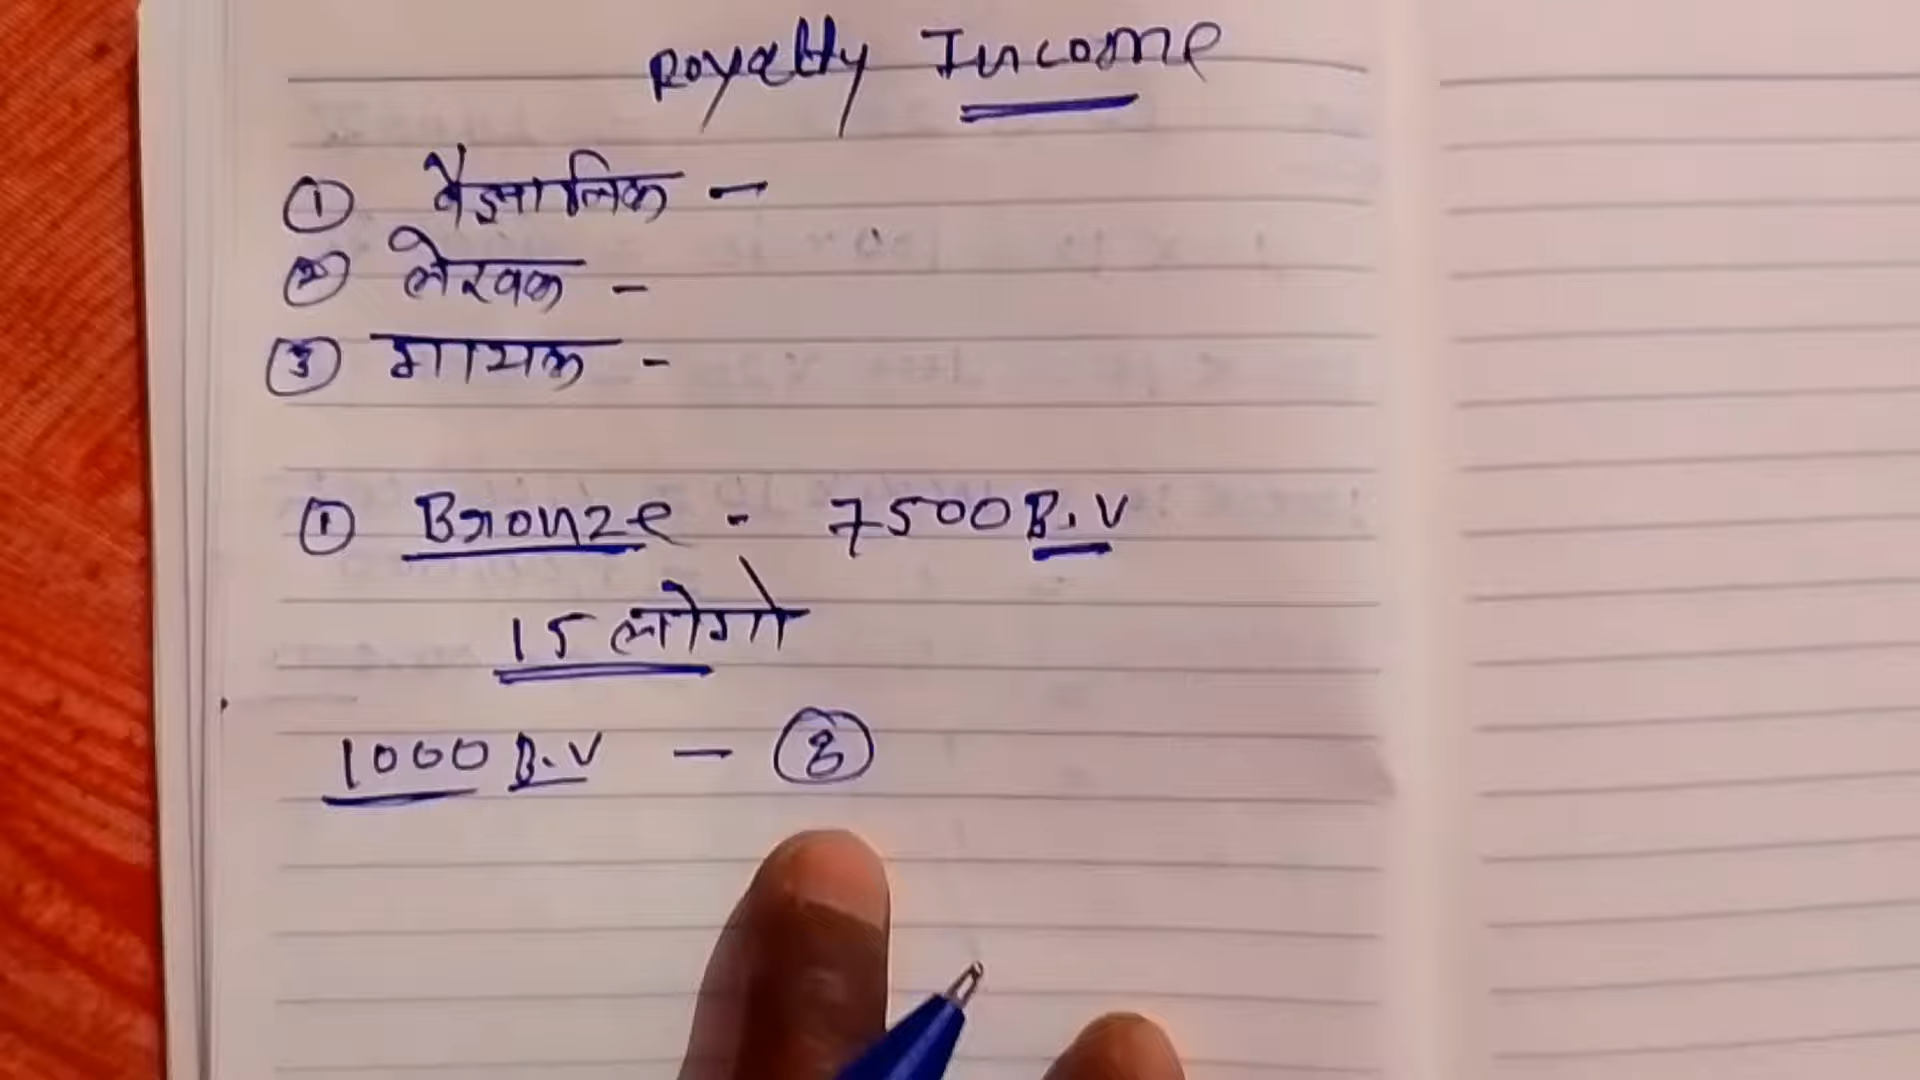 Royalty Income
① वैज्ञानिक -
② लेखक -
③ गायक -
① Bronze - 7500 B.V
15 लोगो
1000 B.V - ⑧